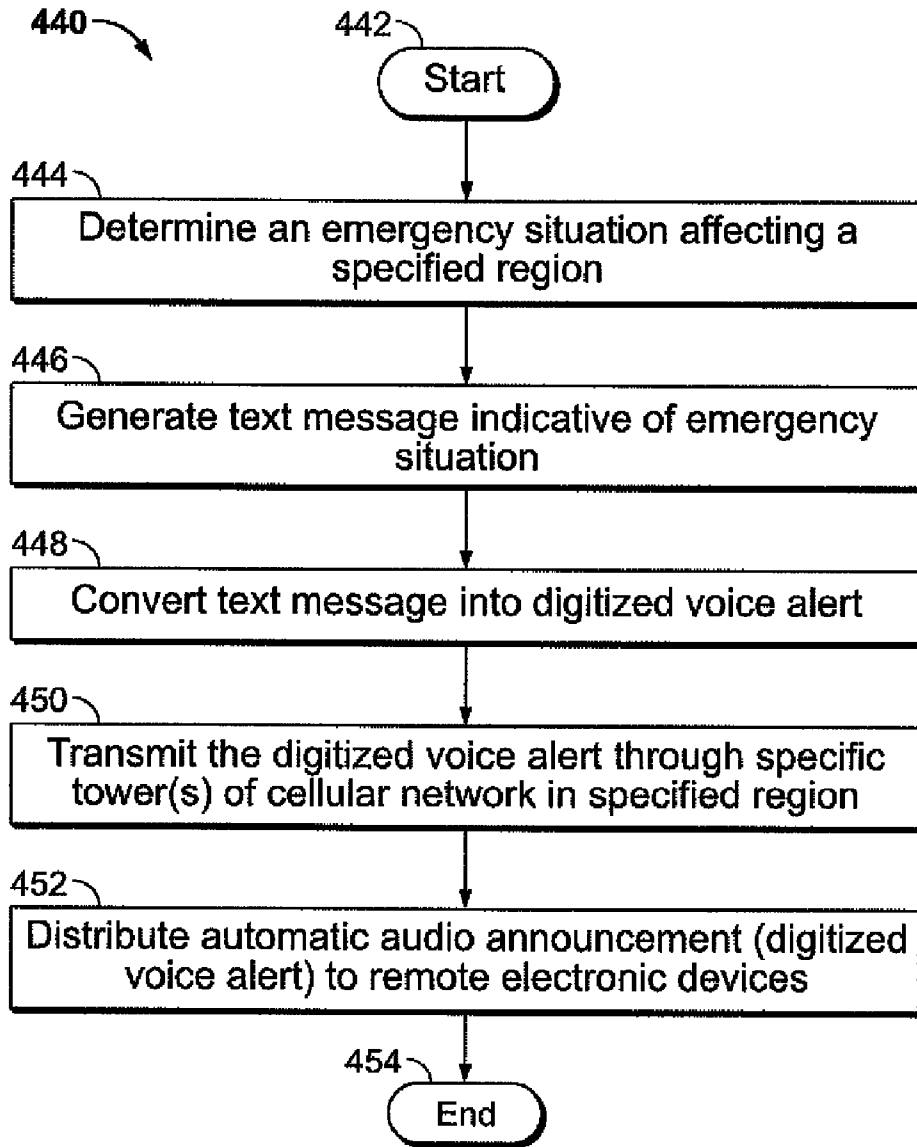 440
442
Start
444
Determine an emergency situation affecting a
specified region
446
Generate text message indicative of emergency
situation
448
Convert text message into digitized voice alert
450
Transmit the digitized voice alert through specific
tower(s) of cellular network in specified region
452
Distribute automatic audio announcement (digitized
voice alert) to remote electronic devices
454
End